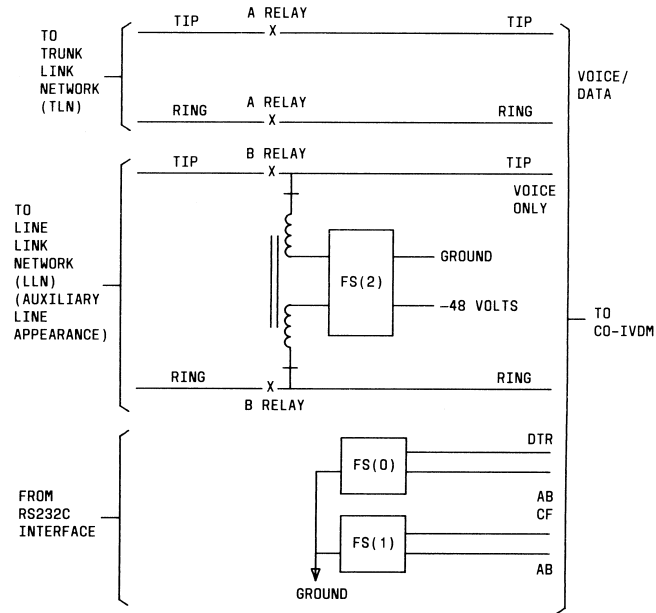 A RELAY
TIP
TIP
TO
TRUNK
LINK
NETWORK
(TLN)
VOICE/
DATA
A RELAY
RING
RING
B RELAY
TIP
TIP
VOICE
ONLY
TO
LINE
LINK
NETWORK
(LLN)
(AUXILIARY
LINE
APPEARANCE)
FS(2)
GROUND
-48 VOLTS
TO
CO-IVDM
RING
RING
B RELAY
FROM
RS232C
INTERFACE
FS(0)
DTR
AB
CF
FS(1)
AB
GROUND